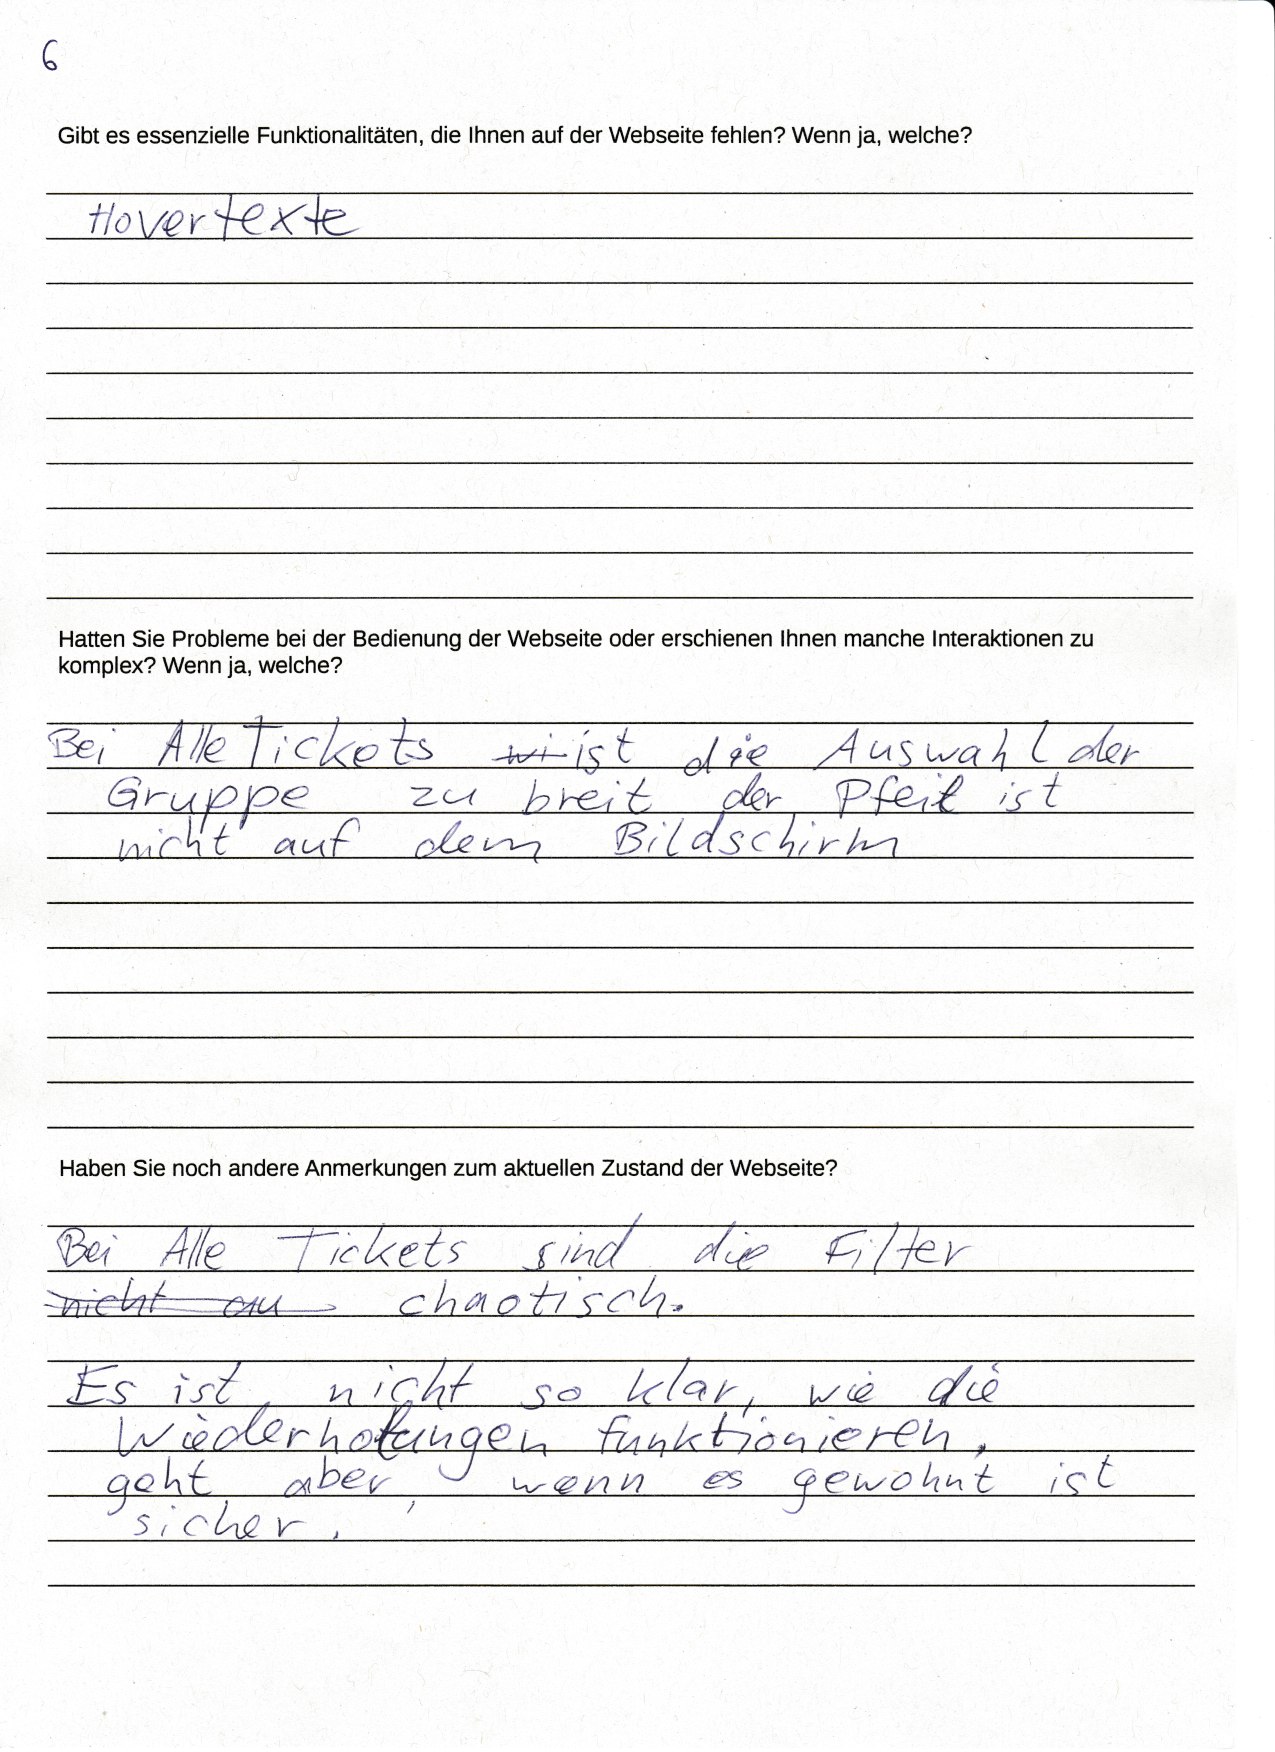 6
Gibt es essenzielle Funktionalitäten, die Ihnen auf der Webseite fehlen? Wenn ja, welche?
Hovertexte
Hatten Sie Probleme bei der Bedienung der Webseite oder erschienen Ihnen manche Interaktionen zu
komplex? Wenn ja, welche?
Bei Alle Tickets wi ist die Auswahl der
Gruppe zu breit der Pfeil ist
nicht auf dem Bildschirm
Haben Sie noch andere Anmerkungen zum aktuellen Zustand der Webseite?
Bei Alle Tickets sind die Filter
nicht au chaotisch.
Es ist nicht so klar, wie die
Wiederholungen funktionieren,
geht aber, wenn es gewohnt ist
sicher.